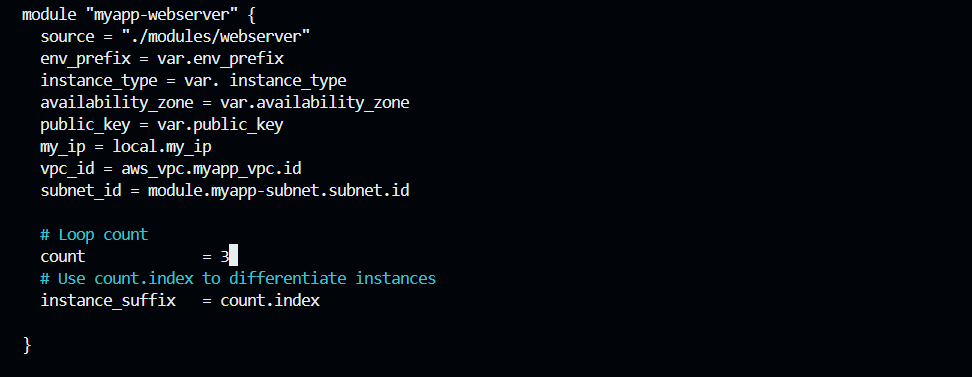 module "myapp-webserver" {
  source = "./modules/webserver"
  env_prefix = var.env_prefix
  instance_type = var. instance_type
  availability_zone = var.availability_zone
  public_key = var.public_key
  my_ip = local.my_ip
  vpc_id = aws_vpc.myapp_vpc.id
  subnet_id = module.myapp-subnet.subnet.id

  # Loop count
  count             = 3
  # Use count.index to differentiate instances
  instance_suffix   = count.index

}